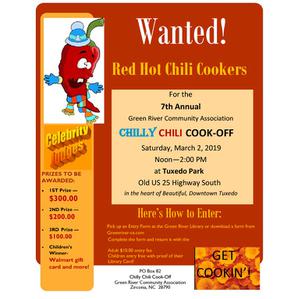 Wanted!
Red Hot Chili Cookers
For the
7th Annual
Green River Community Association
CHILLY CHILI COOK-OFF
Saturday, March 2, 2019
Noon—2:00 PM
at Tuxedo Park
Old US 25 Highway South
in the heart of Beautiful, Downtown Tuxedo
Celebrity
Judges
PRIZES TO BE
AWARDED:
1ST Prize —
$300.00
2ND Prize —
$200.00
3RD Prize —
$100.00
Children's
Winner-
Walmart gift
card and more!
Here's How to Enter:
Pick up an Entry Form at the Green River Library or download a form from
Greenriver-ca.com
Complete the form and return it with the
Adult $10.00 entry fee
Children entry free with proof of their
Library Card!
GET
COOKIN'!
PO Box 82
Chilly Chili Cook-Off
Green River Community Association
Zirconia, NC 28790